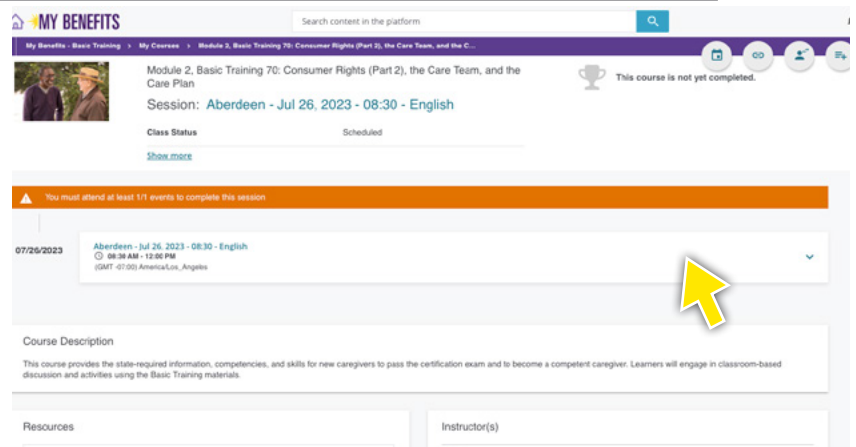 MY BENEFITS
Search content in the platform
My Benefits - Basic Training > My Courses > Module 2, Basic Training 70: Consumer Rights (Part 2), the Care Team, and the C...
Module 2, Basic Training 70: Consumer Rights (Part 2), the Care Team, and the
Care Plan
This course is not yet completed.
Session: Aberdeen - Jul 26, 2023 - 08:30 - English
Class Status Scheduled
Show more
You must attend at least 1/1 events to complete this session
07/26/2023
Aberdeen - Jul 26, 2023 - 08:30 - English
08:30 AM - 12:00 PM
(GMT -07:00) America/Los_Angeles
Course Description
This course provides the state-required information, competencies, and skills for new caregivers to pass the certification exam and to become a competent caregiver. Learners will engage in classroom-based
discussion and activities using the Basic Training materials.
Resources
Instructor(s)